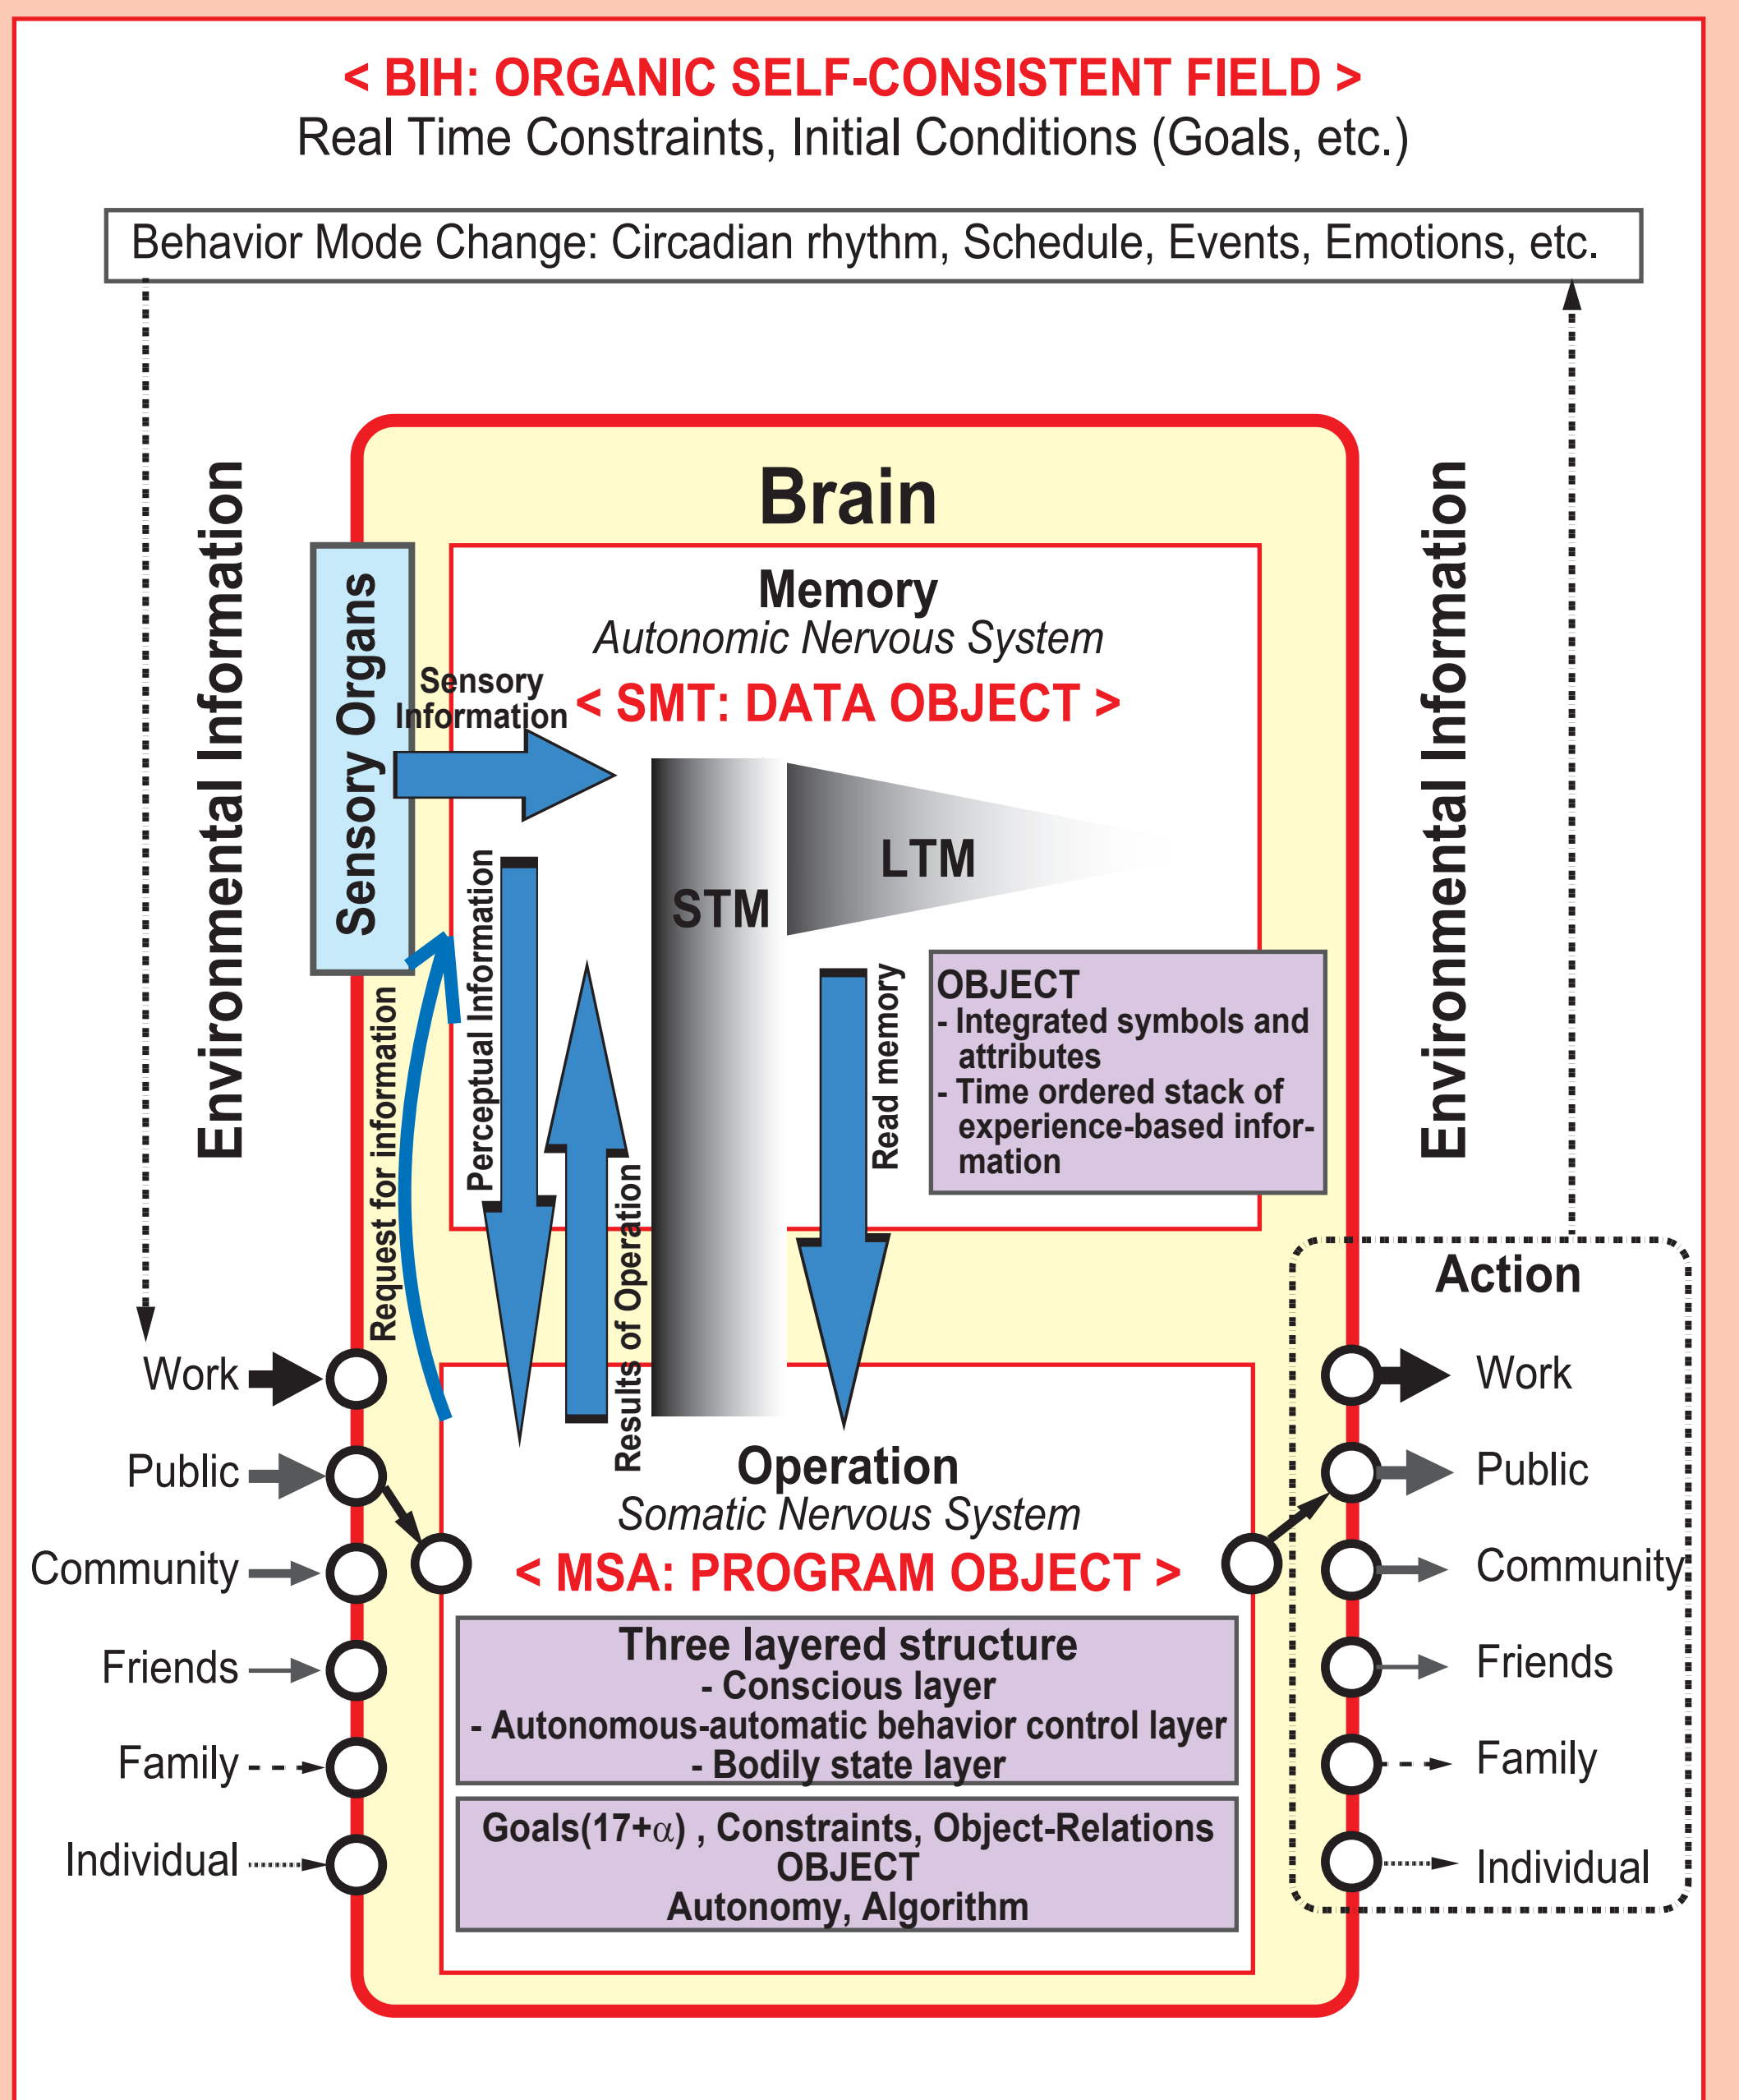 < BIH: ORGANIC SELF-CONSISTENT FIELD >
Real Time Constraints, Initial Conditions (Goals, etc.)
Behavior Mode Change: Circadian rhythm, Schedule, Events, Emotions, etc.
Environmental Information
Brain
Sensory Organs
Memory
Autonomic Nervous System
< SMT: DATA OBJECT >
Sensory
Information
STM
LTM
Perceptual Information
Request for information
Results of Operation
Read memory
OBJECT
- Integrated symbols and
attributes
- Time ordered stack of
experience-based infor-
mation
Environmental Information
Work
Public
Community
Friends
Family
Individual
Operation
Somatic Nervous System
< MSA: PROGRAM OBJECT >
Three layered structure
- Conscious layer
- Autonomous-automatic behavior control layer
- Bodily state layer
Goals(17+α) , Constraints, Object-Relations
OBJECT
Autonomy, Algorithm
Action
Work
Public
Community
Friends
Family
Individual